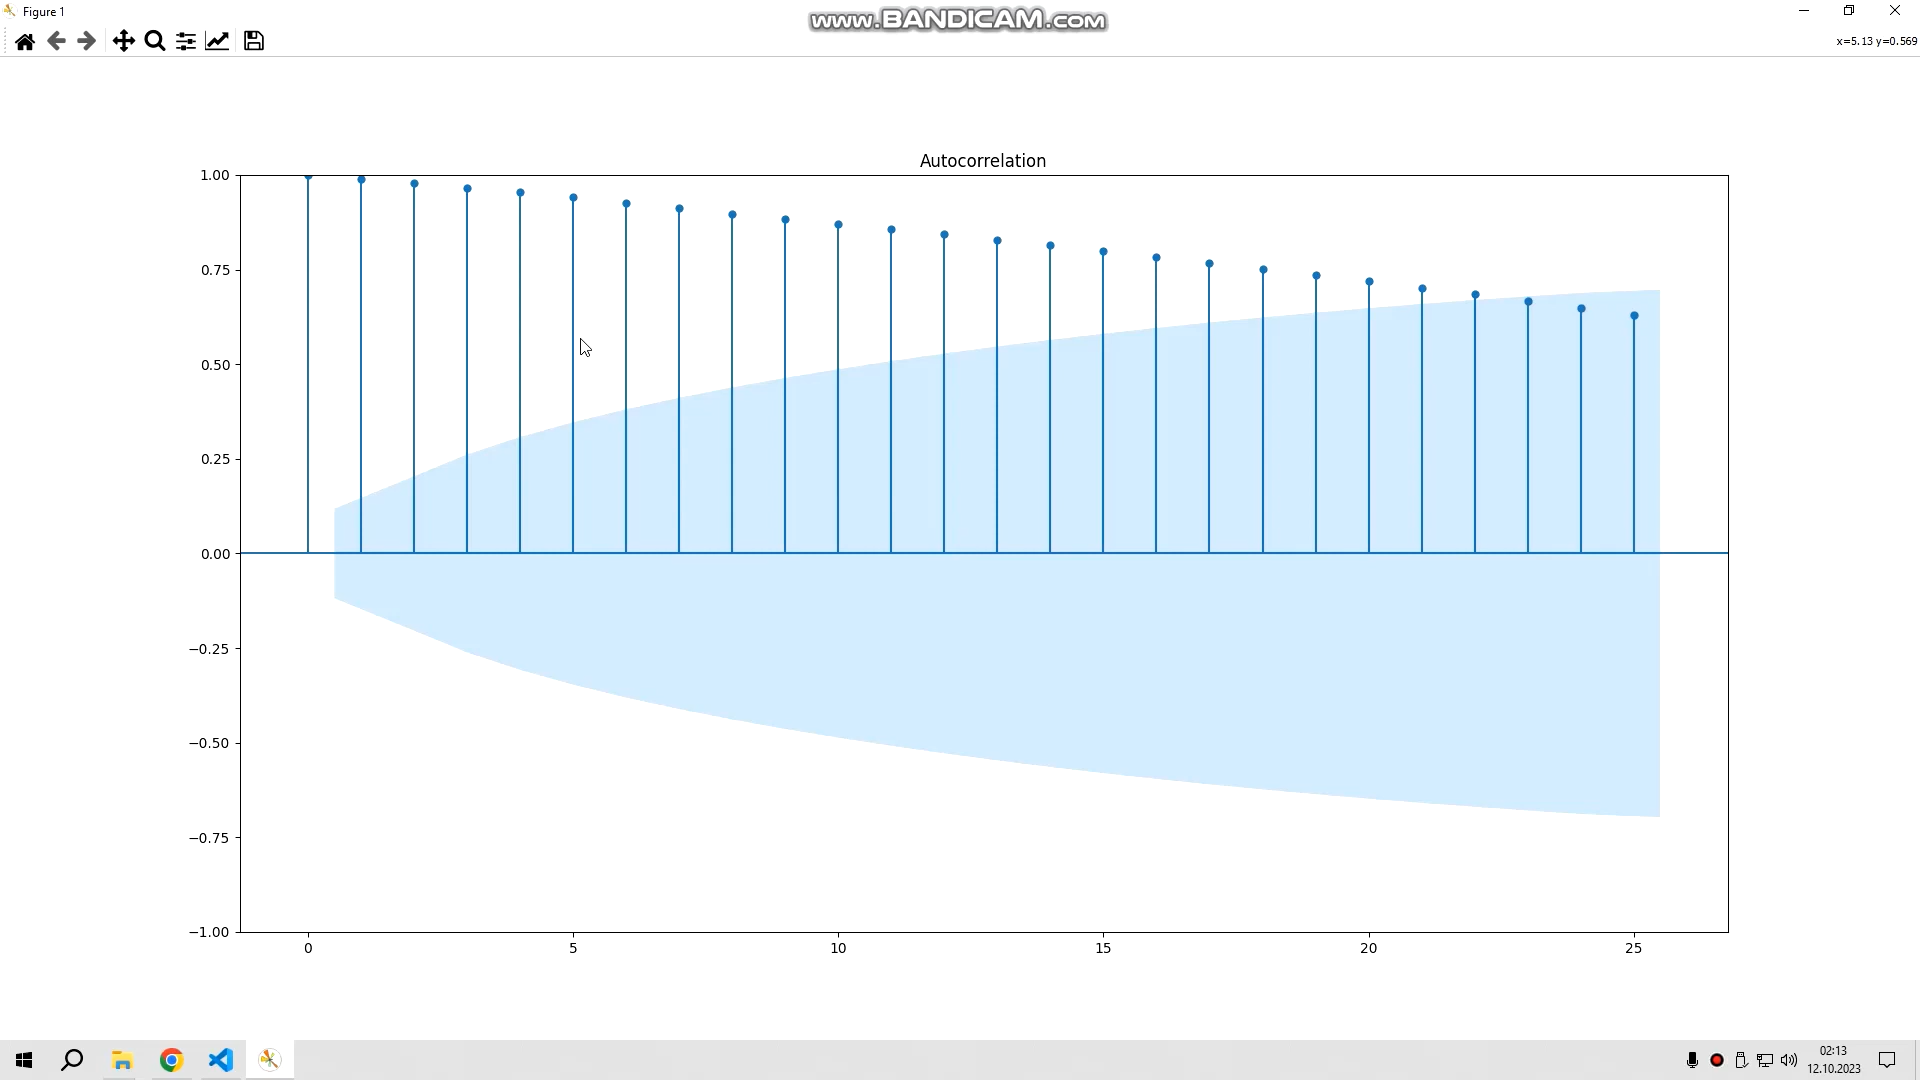 Figure 1
www.BANDICAM.com
x=5.13 y=0.569
Autocorrelation
1.00
0.75
0.50
0.25
0.00
−0.25
−0.50
−0.75
−1.00
0 5 10 15 20 25
02:13
12.10.2023